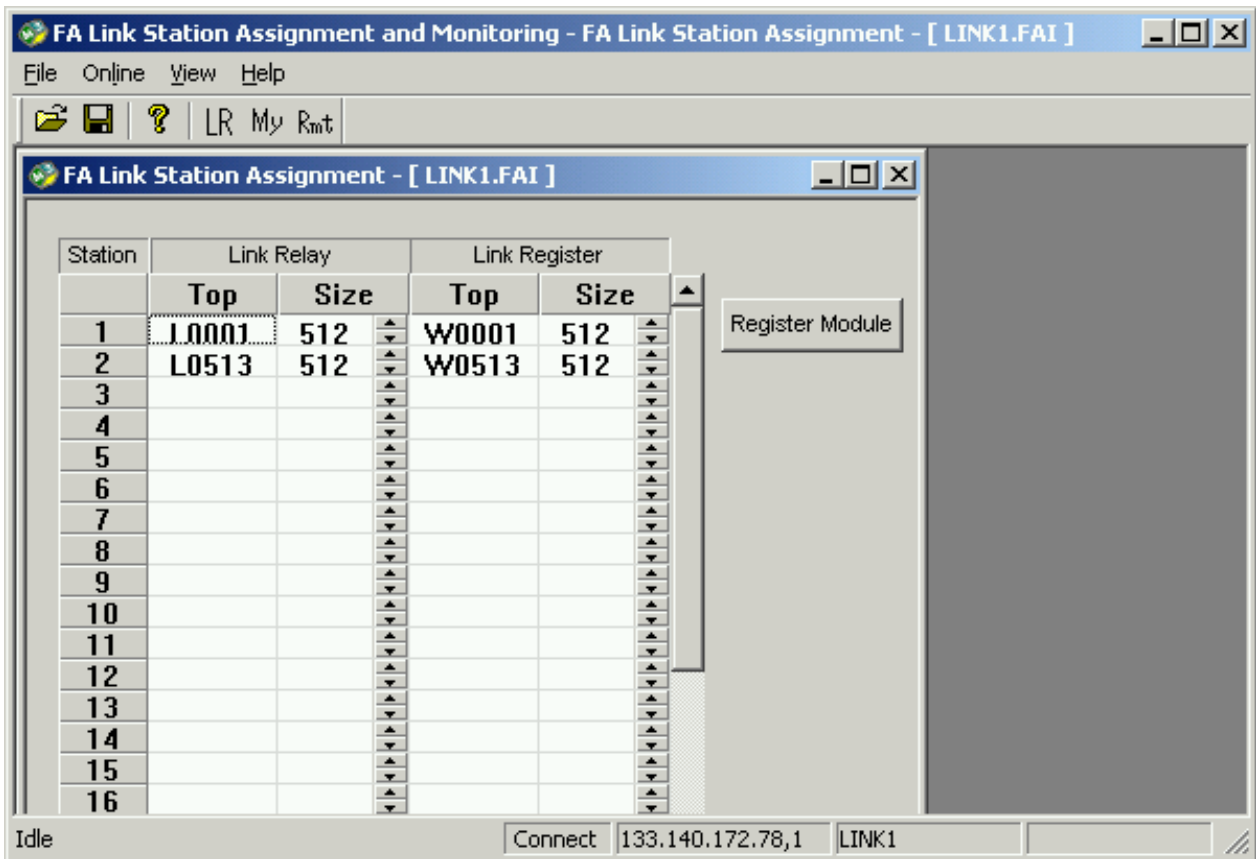 FA Link Station Assignment and Monitoring - FA Link Station Assignment - [ LINK1.FAI ]
File Online View Help
LR My Rmt
FA Link Station Assignment - [ LINK1.FAI ]
Station Link Relay Link Register
Top Size Top Size
Register Module
1 L0001 512 W0001 512
2 L0513 512 W0513 512
3
4
5
6
7
8
9
10
11
12
13
14
15
16
Idle Connect 133.140.172.78,1 LINK1